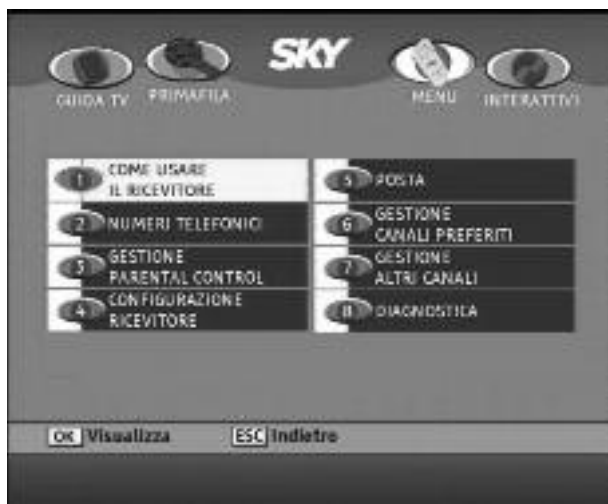 SKY
GUIDA TV PRIMAFILA MENU INTERATTIVI
1 COME USARE
IL RICEVITORE
2 NUMERI TELEFONICI
3 GESTIONE
PARENTAL CONTROL
4 CONFIGURAZIONE
RICEVITORE
5 POSTA
6 GESTIONE
CANALI PREFERITI
7 GESTIONE
ALTRI CANALI
8 DIAGNOSTICA
OK Visualizza ESC Indietro